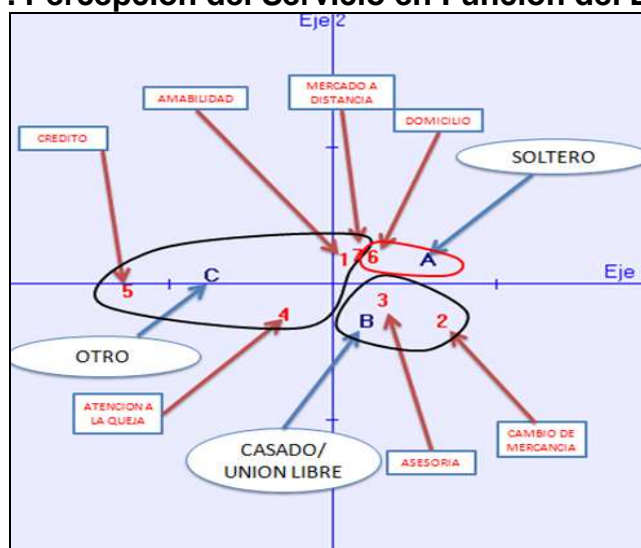 . Percepción del Servicio en Función del E
Eje 2
MERCADO A
DISTANCIA
AMABILIDAD
DOMICILIO
CREDITO
SOLTERO
1
7
6
A
C
Eje
5
3
4
B
2
OTRO
ATENCION A
LA QUEJA
CASADO/
UNION LIBRE
ASESORIA
CAMBIO DE
MERCANCIA